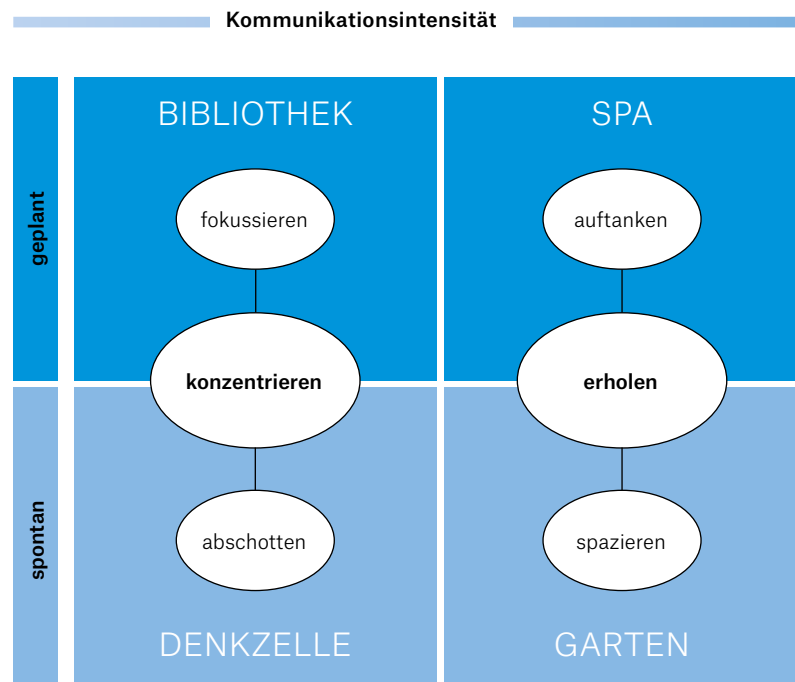 Kommunikationsintensität
geplant
BIBLIOTHEK
SPA
fokussieren
auftanken
konzentrieren
erholen
spontan
abschotten
spazieren
DENKZELLE
GARTEN